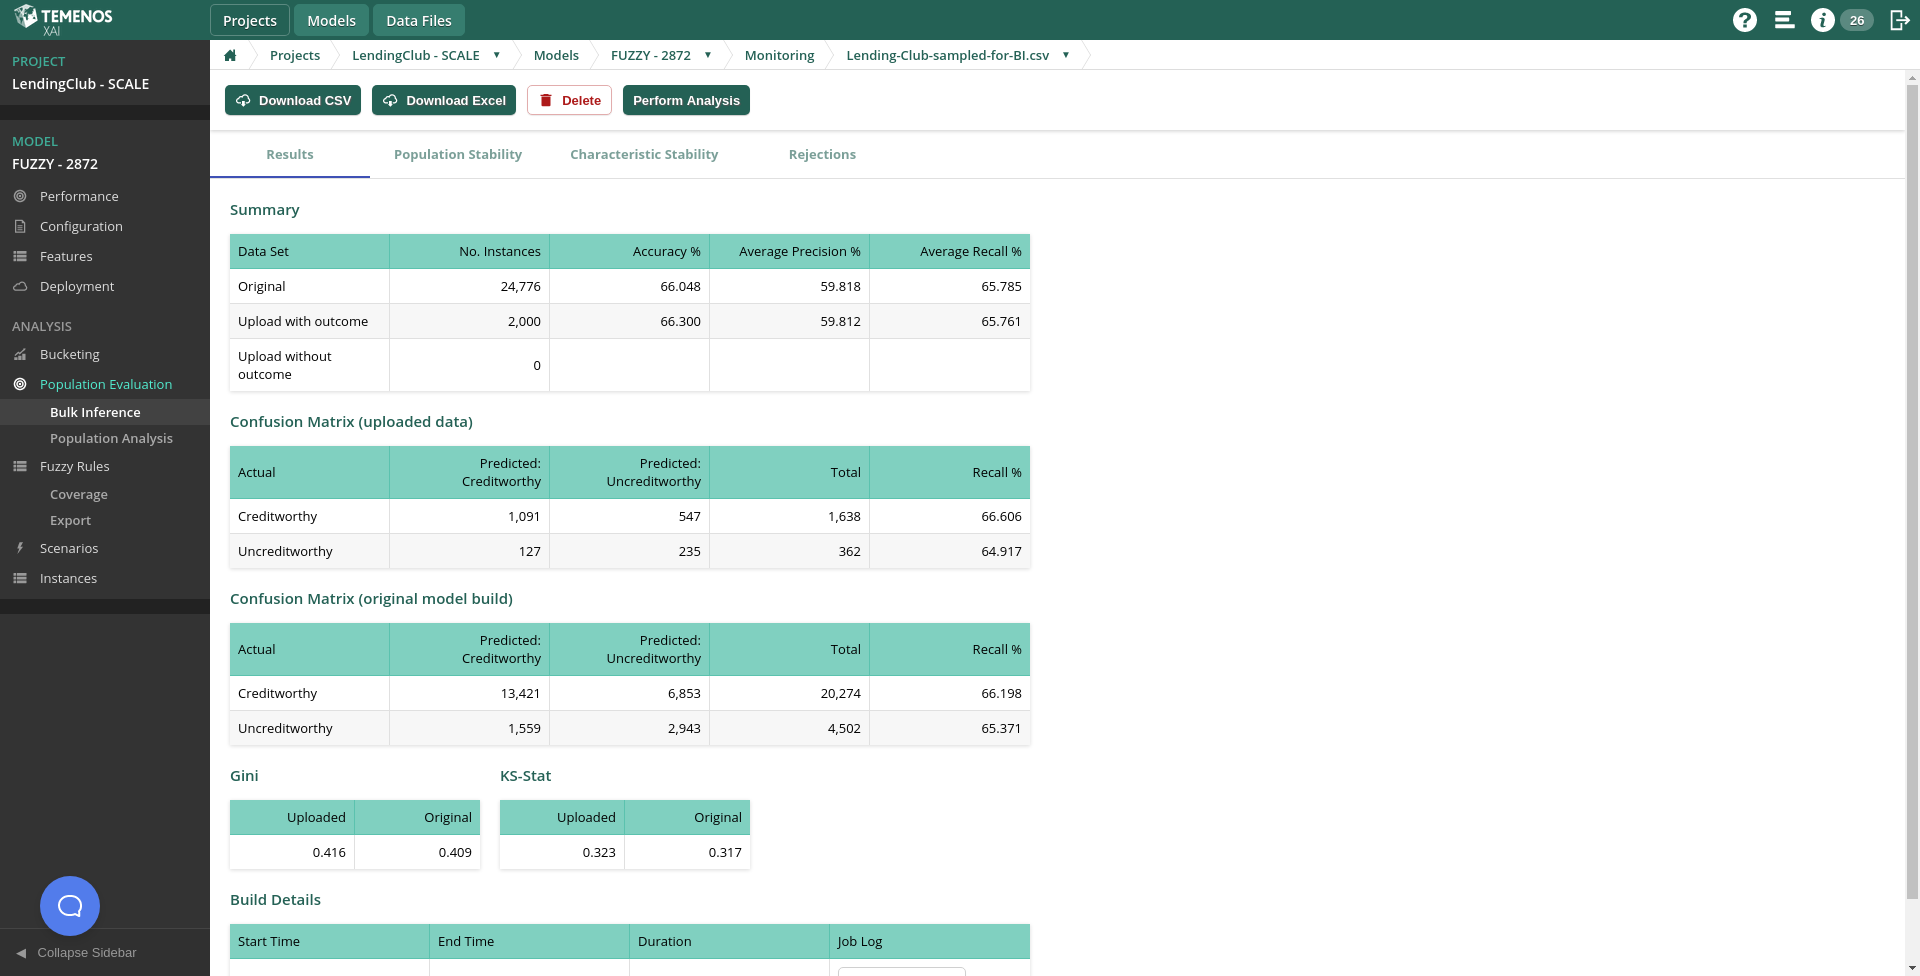 TEMENOS
XAI
Projects
Models
Data Files
26
PROJECT
LendingClub - SCALE
MODEL
FUZZY - 2872
Performance
Configuration
Features
Deployment
ANALYSIS
Bucketing
Population Evaluation
Bulk Inference
Population Analysis
Fuzzy Rules
Coverage
Export
Scenarios
Instances
Collapse Sidebar
Projects LendingClub - SCALE ▼ Models FUZZY - 2872 ▼ Monitoring Lending-Club-sampled-for-BI.csv ▼
Download CSV Download Excel Delete Perform Analysis
Results Population Stability Characteristic Stability Rejections
Summary
Data Set No. Instances Accuracy % Average Precision % Average Recall %
Original 24,776 66.048 59.818 65.785
Upload with outcome 2,000 66.300 59.812 65.761
Upload without
outcome 0
Confusion Matrix (uploaded data)
Actual Predicted: Creditworthy Predicted: Uncreditworthy Total Recall %
Creditworthy 1,091 547 1,638 66.606
Uncreditworthy 127 235 362 64.917
Confusion Matrix (original model build)
Actual Predicted: Creditworthy Predicted: Uncreditworthy Total Recall %
Creditworthy 13,421 6,853 20,274 66.198
Uncreditworthy 1,559 2,943 4,502 65.371
Gini
Uploaded Original
0.416 0.409
KS-Stat
Uploaded Original
0.323 0.317
Build Details
Start Time End Time Duration Job Log